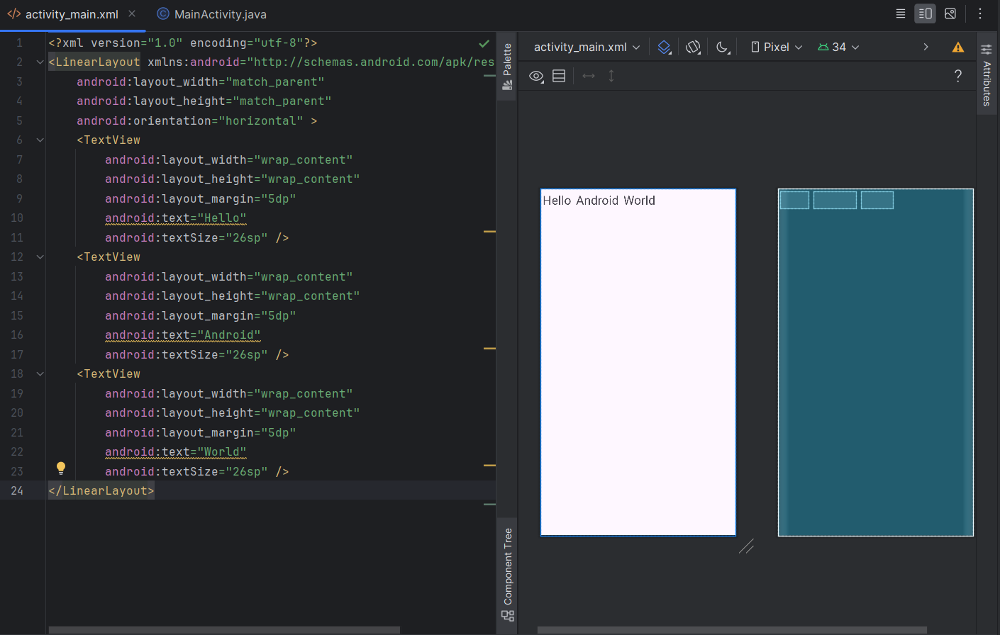 activity_main.xml MainActivity.java
1 <?xml version="1.0" encoding="utf-8"?>
2 <LinearLayout xmlns:android="http://schemas.android.com/apk/res
3 android:layout_width="match_parent"
4 android:layout_height="match_parent"
5 android:orientation="horizontal" >
6 <TextView
7 android:layout_width="wrap_content"
8 android:layout_height="wrap_content"
9 android:layout_margin="5dp"
10 android:text="Hello"
11 android:textSize="26sp" />
12 <TextView
13 android:layout_width="wrap_content"
14 android:layout_height="wrap_content"
15 android:layout_margin="5dp"
16 android:text="Android"
17 android:textSize="26sp" />
18 <TextView
19 android:layout_width="wrap_content"
20 android:layout_height="wrap_content"
21 android:layout_margin="5dp"
22 android:text="World"
23 android:textSize="26sp" />
24 </LinearLayout>
Palette
Component Tree
activity_main.xml Pixel 34
?
Hello Android World
Attributes